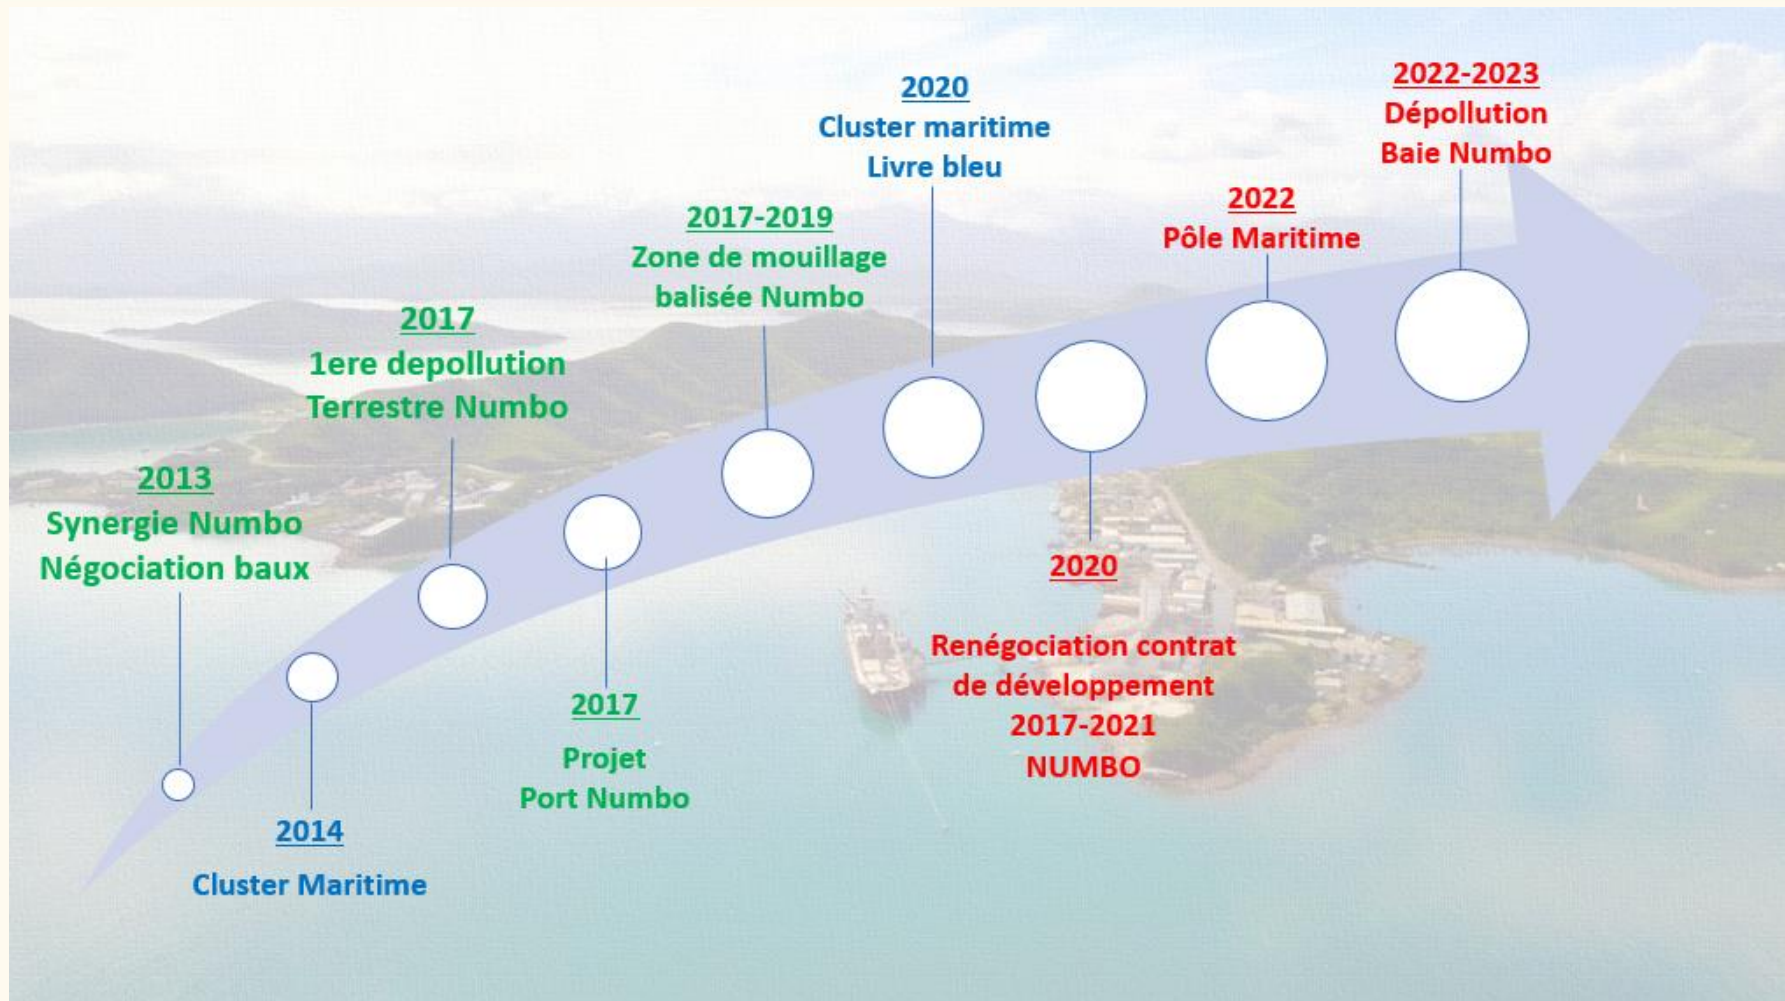 2013
Synergie Numbo
Négociation baux
2014
Cluster Maritime
2017
1ere depollution
Terrestre Numbo
2017
Projet
Port Numbo
2017-2019
Zone de mouillage
balisée Numbo
2020
Cluster maritime
Livre bleu
2020
Renégociation contrat
de développement
2017-2021
NUMBO
2022
Pôle Maritime
2022-2023
Dépollution
Baie Numbo